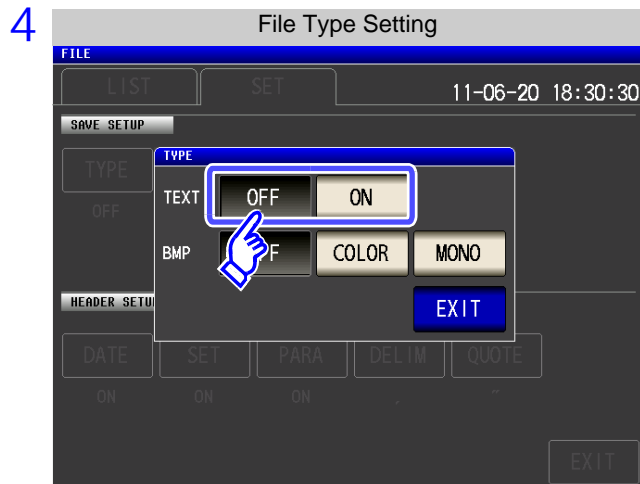 4
File Type Setting
FILE
LIST SET 11-06-20 18:30:30
SAVE SETUP
TYPE
OFF
TYPE
TEXT OFF ON
BMP COLOR MONO
EXIT
HEADER SETU
DATE SET PARA DELIM QUOTE
ON ON ON , "
EXIT